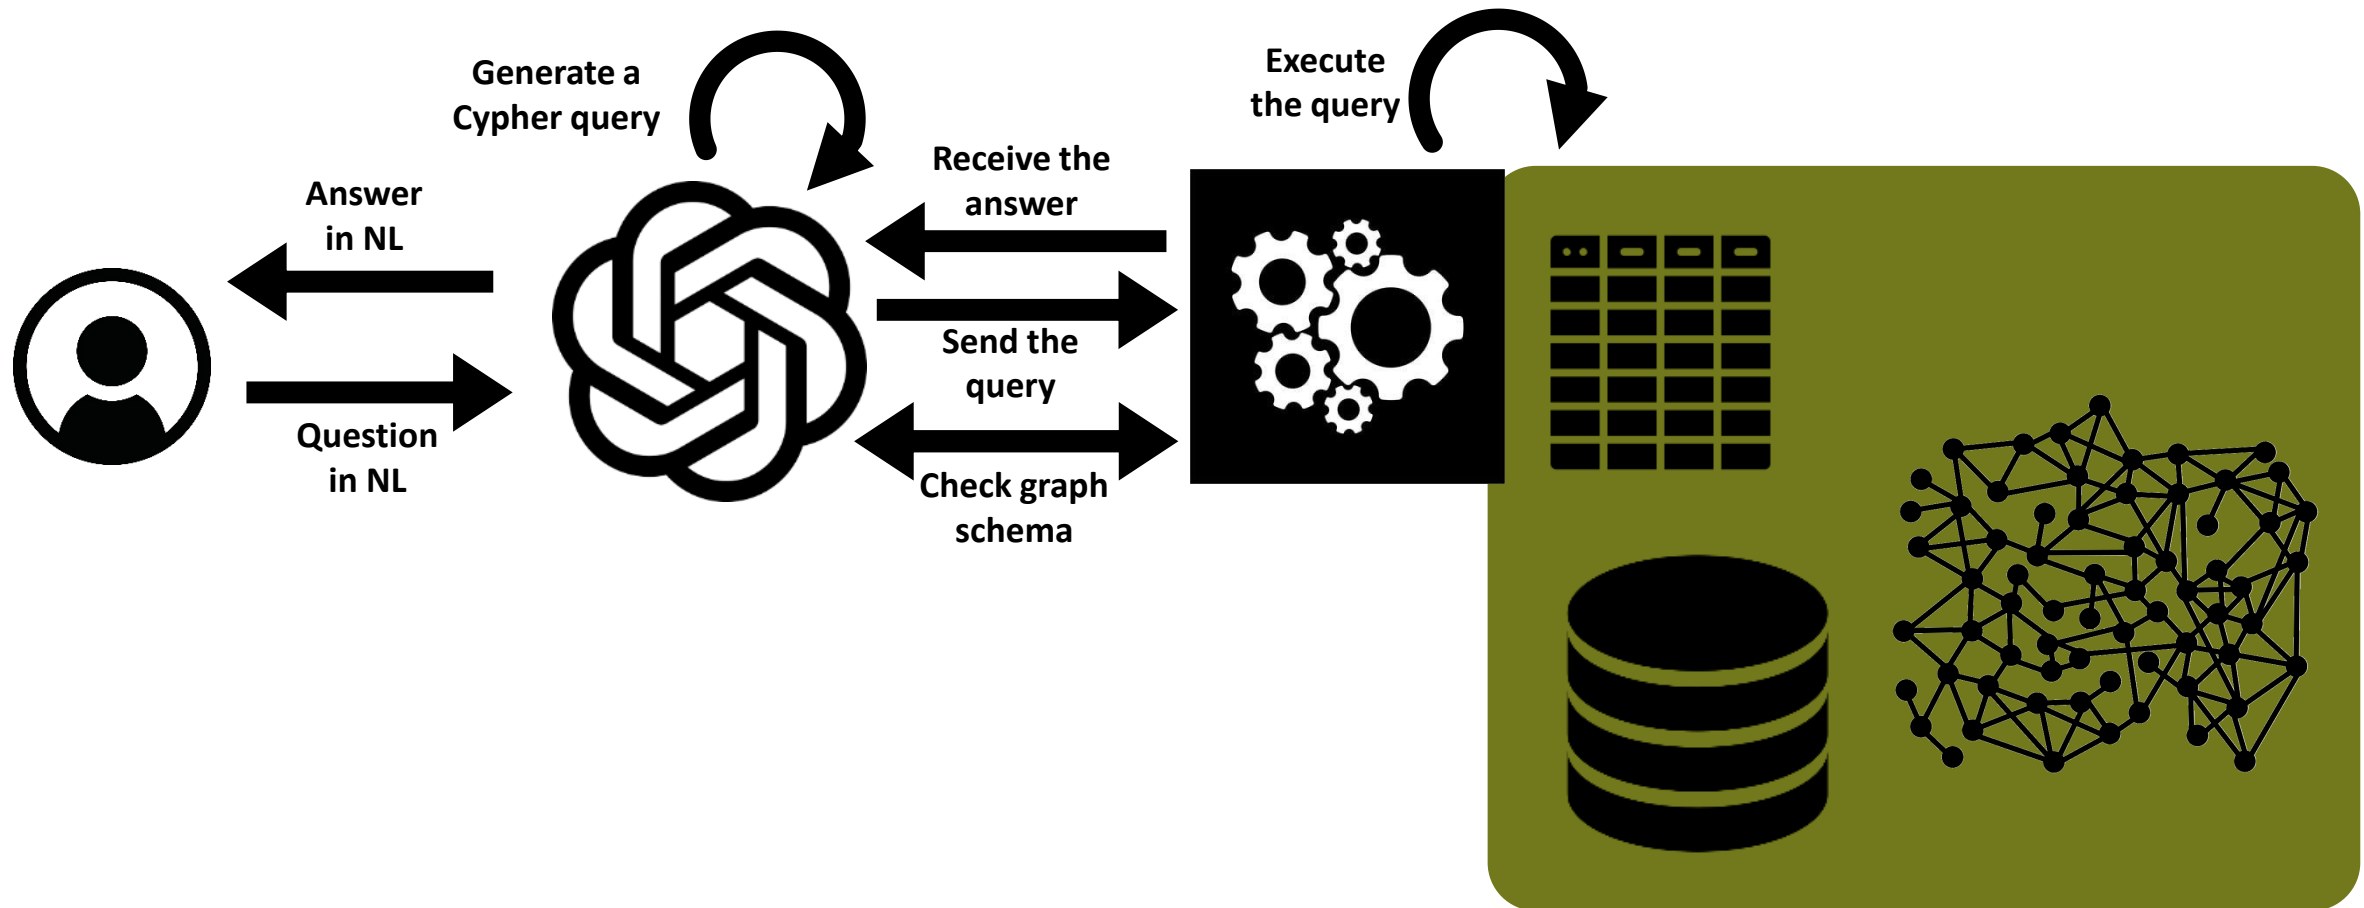 Generate a
Cypher query
Execute
the query
Receive the
answer
Answer
in NL
Send the
query
Question
in NL
Check graph
schema